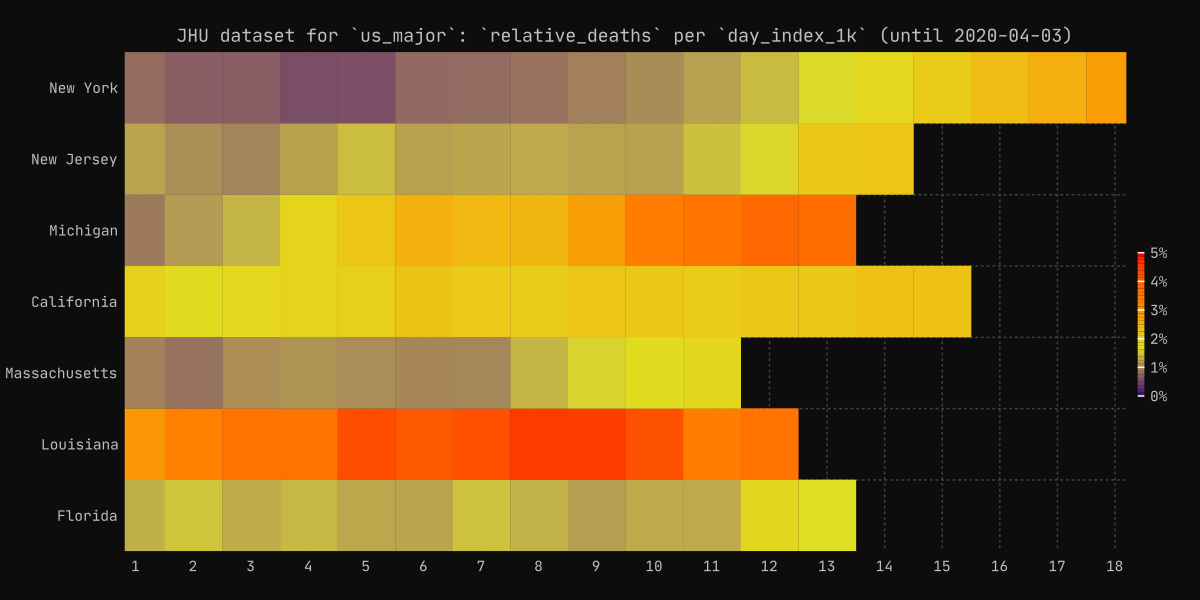 JHU dataset for `us_major`: `relative_deaths` per `day_index_1k` (until 2020-04-03)
New York
New Jersey
Michigan
California
Massachusetts
Louisiana
Florida
1 2 3 4 5 6 7 8 9 10 11 12 13 14 15 16 17 18
5%
4%
3%
2%
1%
0%